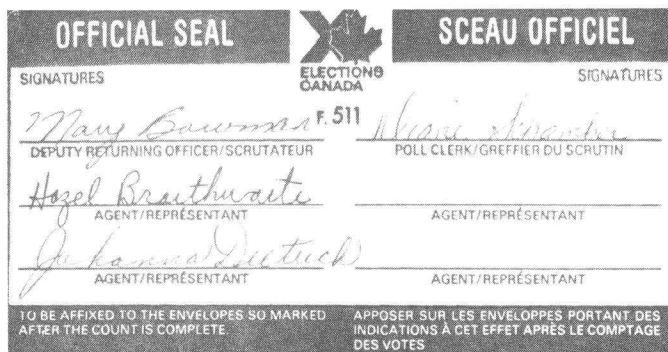 OFFICIAL SEAL
ELECTIONS
CANADA
SCEAU OFFICIEL
SIGNATURES
SIGNATURES
Mary Bowman
F. 511
DEPUTY RETURNING OFFICER/SCRUTATEUR
POLL CLERK/GREFFIER DU SCRUTIN
Hazel Braithwaite
AGENT/REPRÉSENTANT
AGENT/REPRÉSENTANT
Johanna Dietrich
AGENT/REPRÉSENTANT
AGENT/REPRÉSENTANT
TO BE AFFIXED TO THE ENVELOPES SO MARKED
AFTER THE COUNT IS COMPLETE.
APPOSER SUR LES ENVELOPPES PORTANT DES
INDICATIONS À CET EFFET APRÈS LE COMPTAGE
DES VOTES